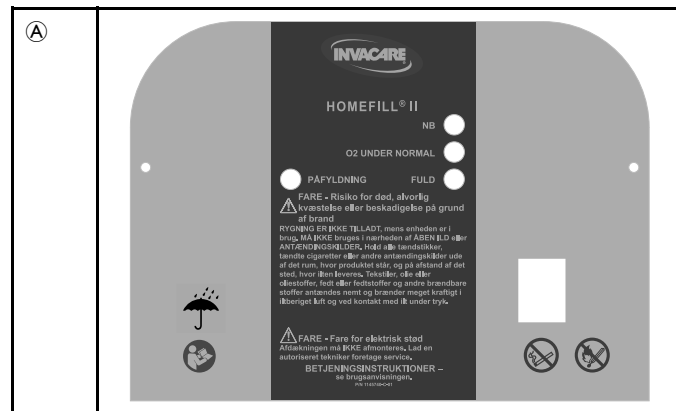 Ⓐ
INVACARE®
HOMEFILL® II
NB
O2 UNDER NORMAL
PÅFYLDNING FULD
FARE - Risiko for død, alvorlig
kvæstelse eller beskadigelse på grund
af brand
RYGNING ER IKKE TILLADT, mens enheden er i
brug. MÅ IKKE bruges i nærheden af ÅBEN ILD eller
ANTÆNDINGSKILDER. Hold alle tændstikker,
tændte cigaretter eller andre antændingskilder ude
af det rum, hvor produktet står, og på afstand af det
sted, hvor ilten leveres. Tekstiler, olie eller
oliestoffer, fedt eller fedtstoffer og andre brændbare
stoffer antændes nemt og brænder meget kraftigt i
iltberiget luft og ved kontakt med ilt under tryk.
FARE - Fare for elektrisk stød
Afdækningen må IKKE afmonteres. Lad en
autoriseret tekniker foretage service.
BETJENINGSINSTRUKTIONER –
se brugsanvisningen.
P/N